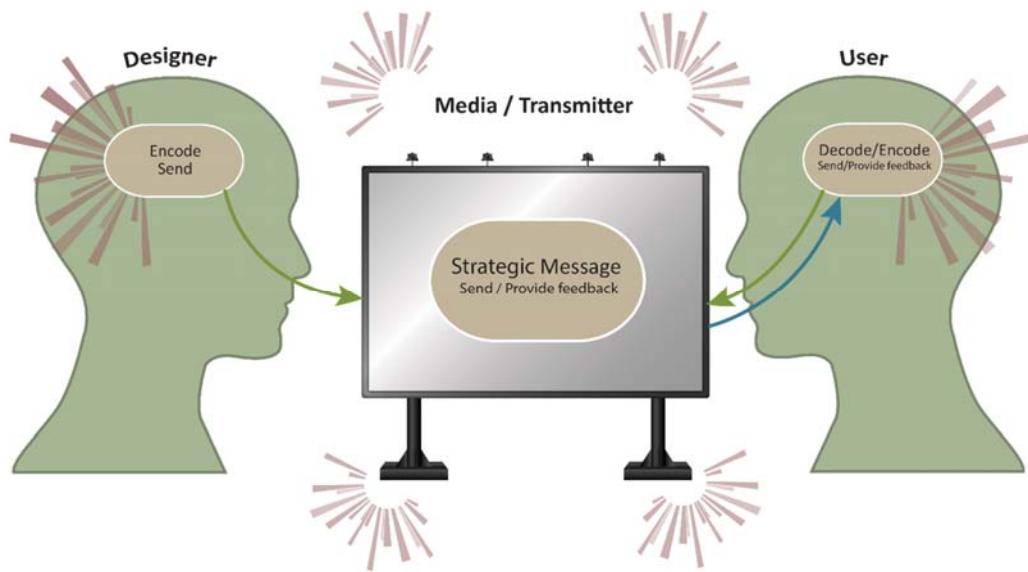 Designer
Encode
Send
Media / Transmitter
Strategic Message
Send / Provide feedback
User
Decode/Encode
Send/Provide feedback